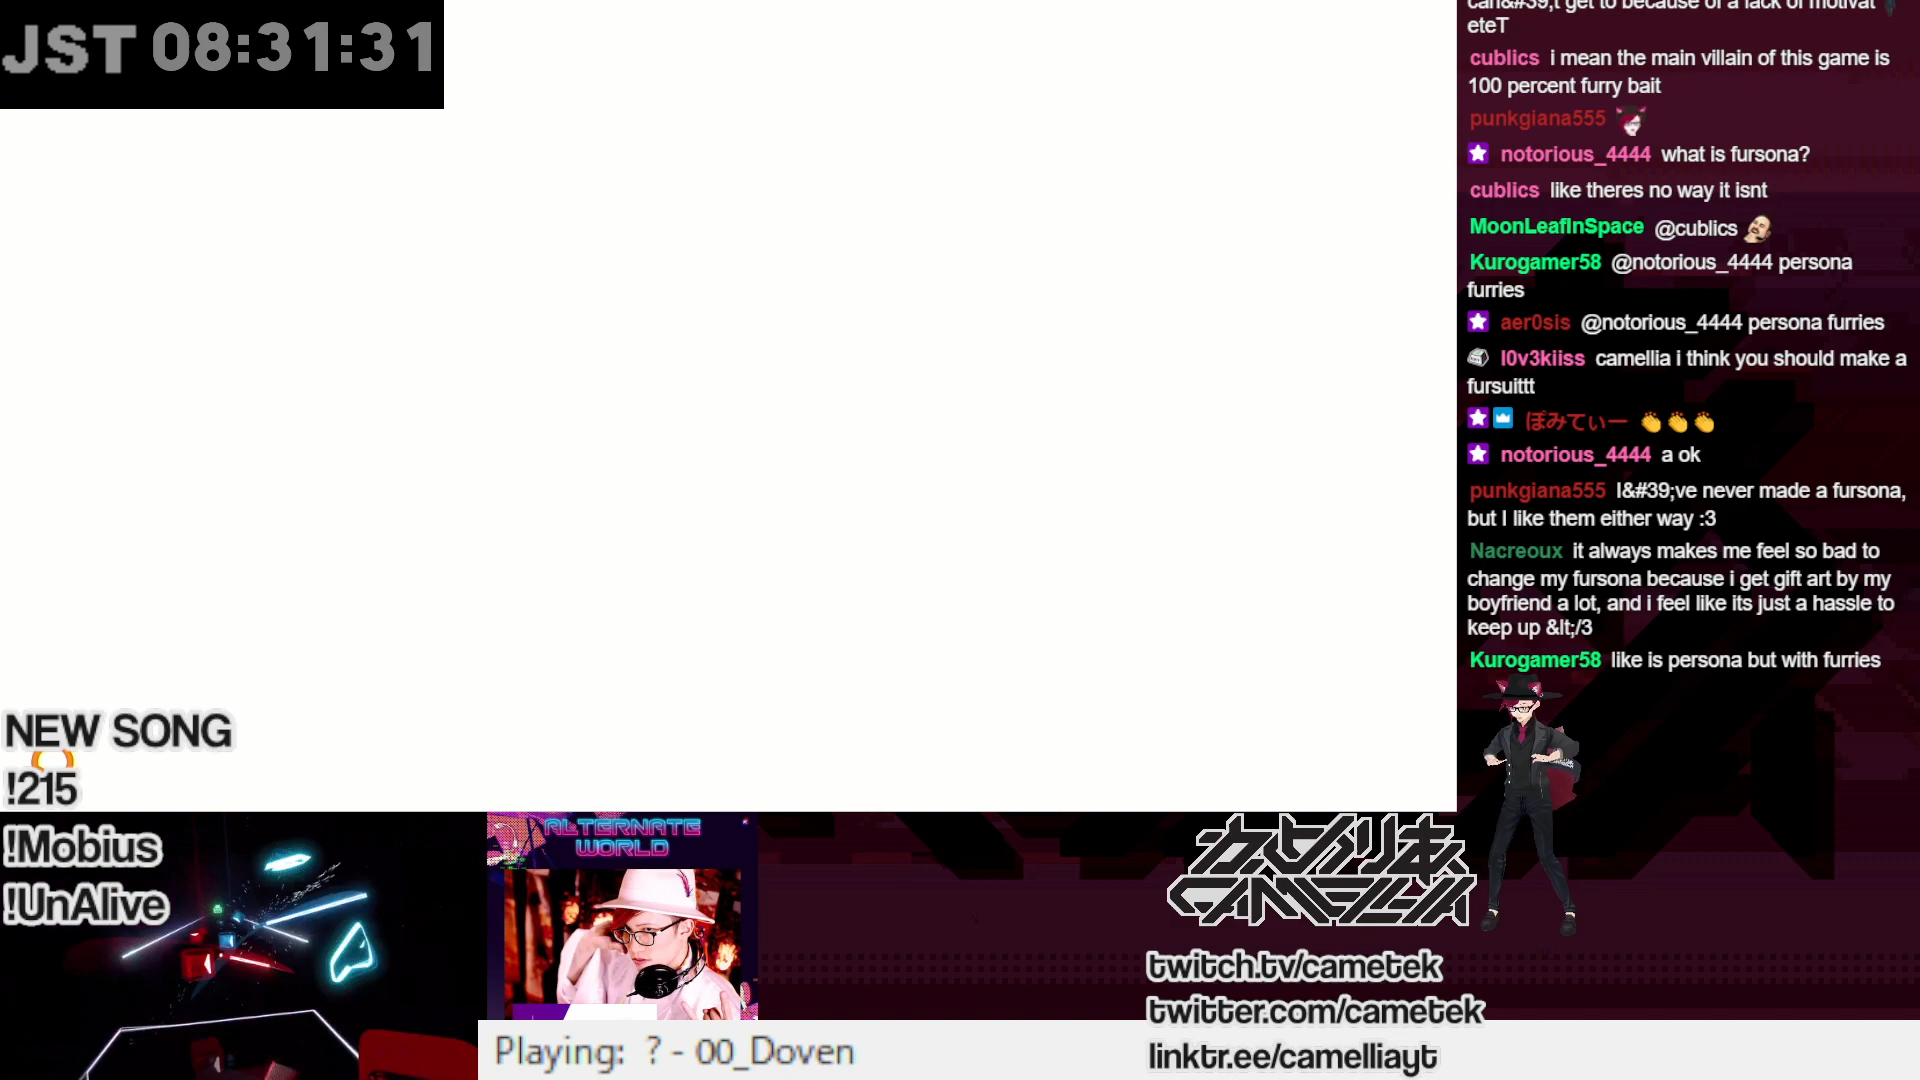 JST 08:31:31
eteT
cublics i mean the main villain of this game is
100 percent furry bait
punkgiana555
notorious_4444 what is fursona?
cublics like theres no way it isnt
MoonLeafInSpace @cublics
Kurogamer58 @notorious_4444 persona
furries
aer0sis @notorious_4444 persona furries
l0v3kiiss camellia i think you should make a
fursuittt
ぽみてぃー
notorious_4444 a ok
punkgiana555 I&#39;ve never made a fursona,
but I like them either way :3
Nacreoux it always makes me feel so bad to
change my fursona because i get gift art by my
boyfriend a lot, and i feel like its just a hassle to
keep up &lt;/3
Kurogamer58 like is persona but with furries
NEW SONG
!215
!Mobius
!UnAlive
ALTERNATE
WORLD
かめりあ
CAMELLIA
twitch.tv/cametek
twitter.com/cametek
linktr.ee/camelliayt
Playing: ? - 00_Doven